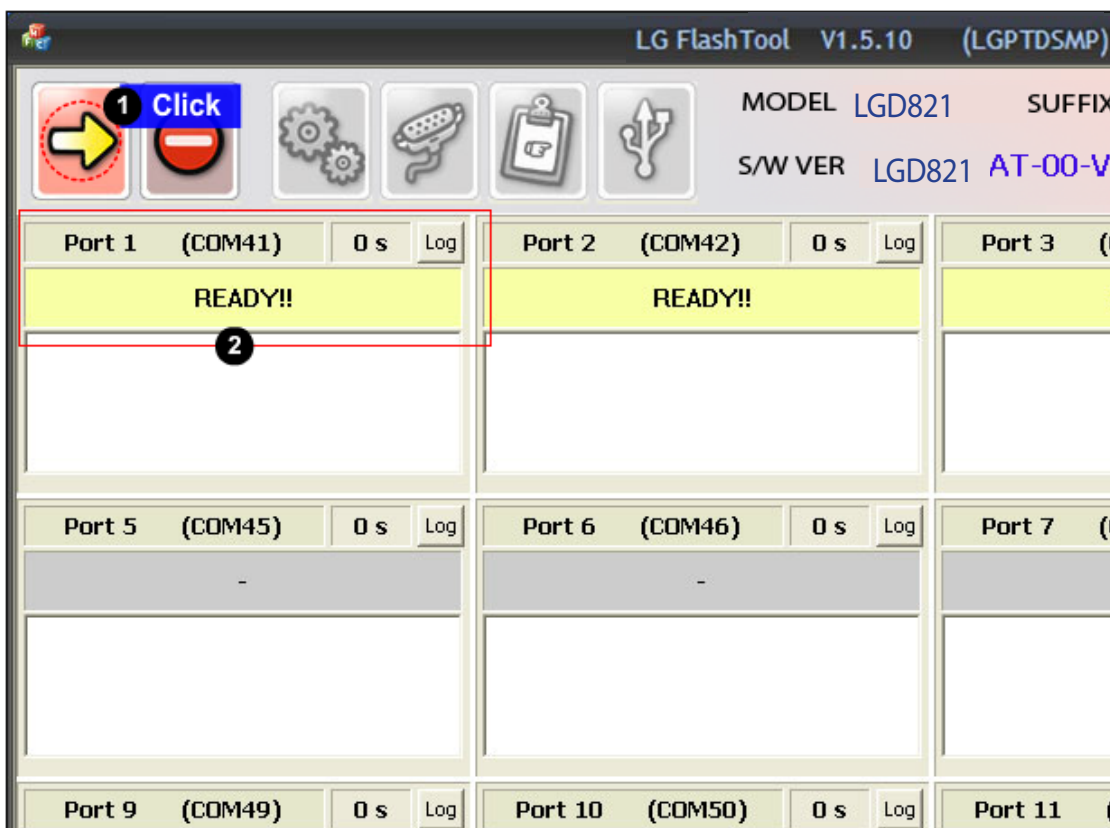 LG FlashTool V1.5.10 (LGPTDSMP)
1 Click
MODEL LGD821 SUFFIX
S/W VER LGD821 AT-00-V
Port 1 (COM41) 0 s Log Port 2 (COM42) 0 s Log Port 3 (
READY!! READY!!
2
-
Port 5 (COM45) 0 s Log Port 6 (COM46) 0 s Log Port 7 (
- -
Port 9 (COM49) 0 s Log Port 10 (COM50) 0 s Log Port 11 (